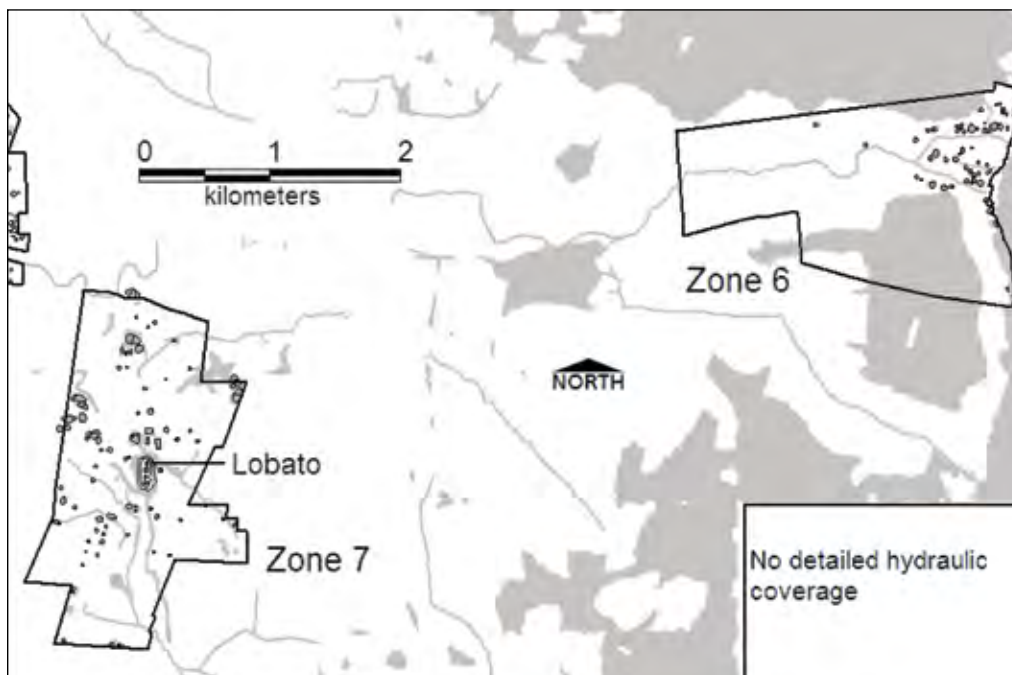 0 1 2
kilometers
Zone 6
NORTH
Lobato
Zone 7
No detailed hydraulic
coverage